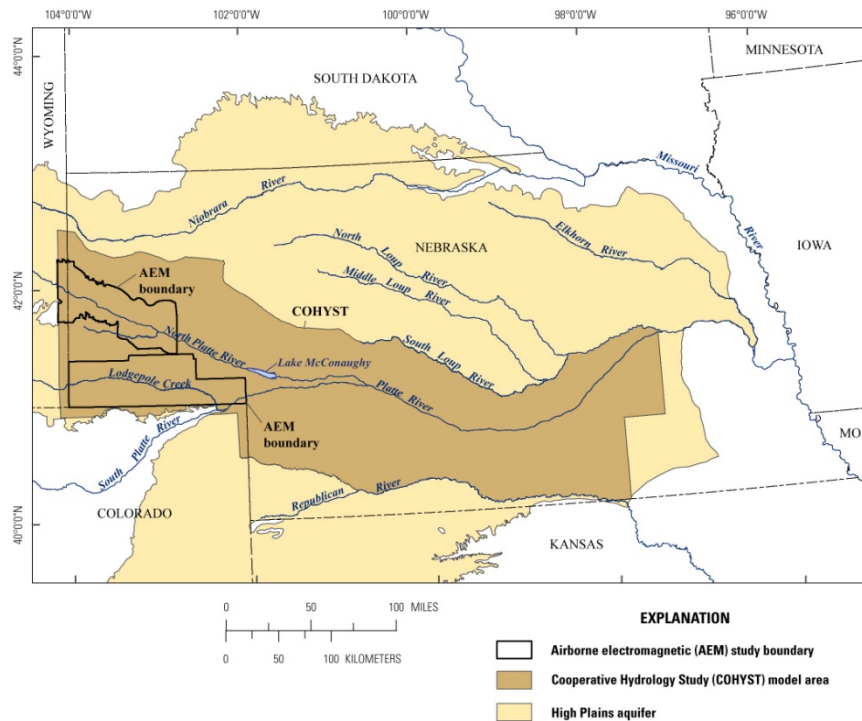 104°0'0"W
102°0'0"W
100°0'0"W
98°0'0"W
96°0'0"W
44°0'0"N
42°0'0"N
40°0'0"N
MINNESOTA
SOUTH DAKOTA
WYOMING
Missouri
River
Niobrara River
NEBRASKA
Elkhorn River
IOWA
North
Loup
River
Middle Loup River
AEM
boundary
COHYST
South
Loup
River
North Platte River
Lake McConaughy
Lodgepole Creek
Platte
River
AEM
boundary
MO
South Platte River
Republican
River
COLORADO
KANSAS
0 50 100 MILES
0 50 100 KILOMETERS
EXPLANATION
Airborne electromagnetic (AEM) study boundary
Cooperative Hydrology Study (COHYST) model area
High Plains aquifer